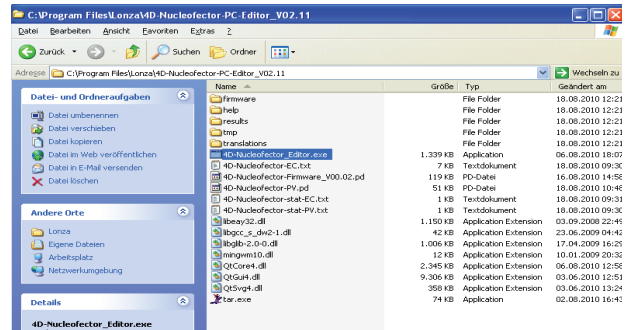 C:\Program Files\Lonza\4D-Nucleofector-PC-Editor_V02.11
Datei Bearbeiten Ansicht Favoriten Extras ?
Zurück Suchen Ordner
Adresse C:\Program Files\Lonza\4D-Nucleofector-PC-Editor_V02.11 Wechseln zu
Datei- und Ordneraufgaben
Datei umbenennen
Datei verschieben
Datei kopieren
Datei im Web veröffentlichen
Datei in E-Mail versenden
Datei löschen
Andere Orte
Lonza
Eigene Dateien
Arbeitsplatz
Netzwerkumgebung
Details
4D-Nucleofector_Editor.exe
Name Größe Typ Geändert am
firmware File Folder 18.08.2010 12:21
help File Folder 18.08.2010 12:21
results File Folder 18.08.2010 12:21
tmp File Folder 18.08.2010 12:21
translations File Folder 18.08.2010 12:21
4D-Nucleofector_Editor.exe 1.339 KB Application 06.08.2010 18:07
4D-Nucleofector-EC.txt 7 KB Textdokument 18.08.2010 09:30
4D-Nucleofector-Firmware_V00.02.pd 119 KB PD-Datei 16.08.2010 14:58
4D-Nucleofector-PV.pd 51 KB PD-Datei 18.08.2010 10:48
4D-Nucleofector-stat-EC.txt 1 KB Textdokument 18.08.2010 09:31
4D-Nucleofector-stat-PV.txt 1 KB Textdokument 18.08.2010 09:30
libeay32.dll 1.150 KB Application Extension 03.09.2008 22:49
libgcc_s_dw2-1.dll 42 KB Application Extension 23.06.2009 04:42
libglib-2.0-0.dll 1.006 KB Application Extension 17.04.2009 16:29
mingwm10.dll 12 KB Application Extension 10.01.2009 20:32
QtCore4.dll 2.345 KB Application Extension 06.08.2010 12:58
QtGui4.dll 9.306 KB Application Extension 03.06.2010 12:51
QtSvg4.dll 358 KB Application Extension 03.06.2010 13:24
tar.exe 74 KB Application 02.08.2010 16:43